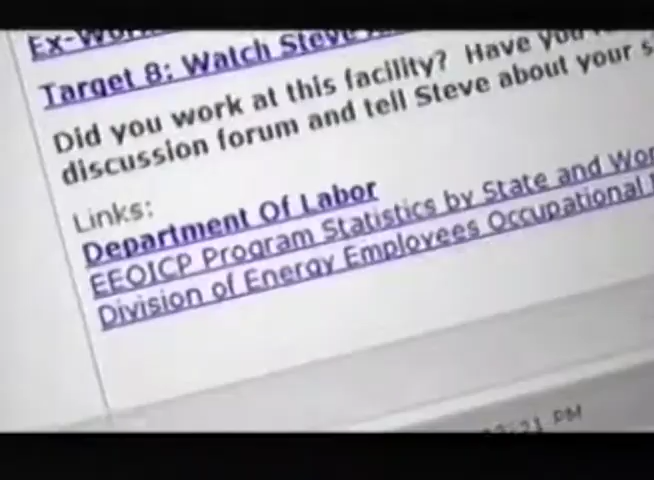 Target 8: Watch Steve
Did you work at this facility? Have you
discussion forum and tell Steve about your
Links:
Department Of Labor
EEOICP Program Statistics by State and
Division of Energy Employees Occupational
PM